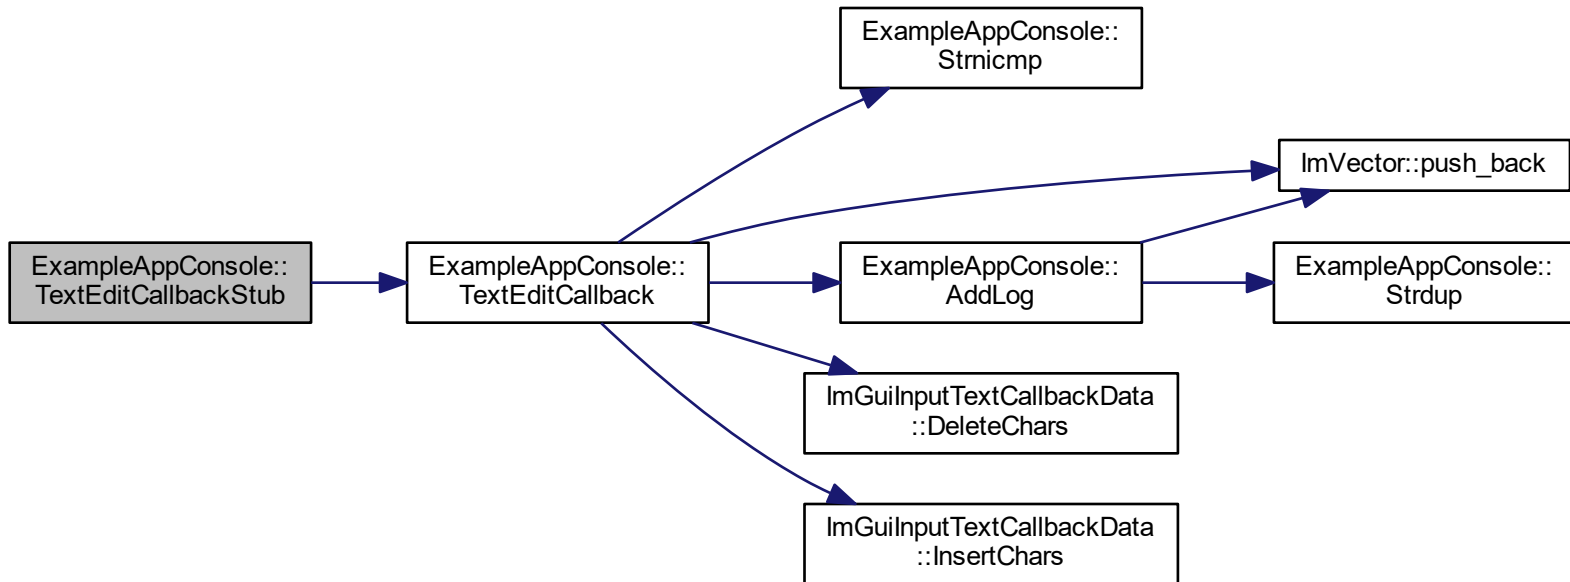 ExampleAppConsole::
Strnicmp
ImVector::push_back
ExampleAppConsole::
TextEditCallbackStub
ExampleAppConsole::
TextEditCallback
ExampleAppConsole::
AddLog
ExampleAppConsole::
Strdup
ImGuiInputTextCallbackData
::DeleteChars
ImGuiInputTextCallbackData
::InsertChars